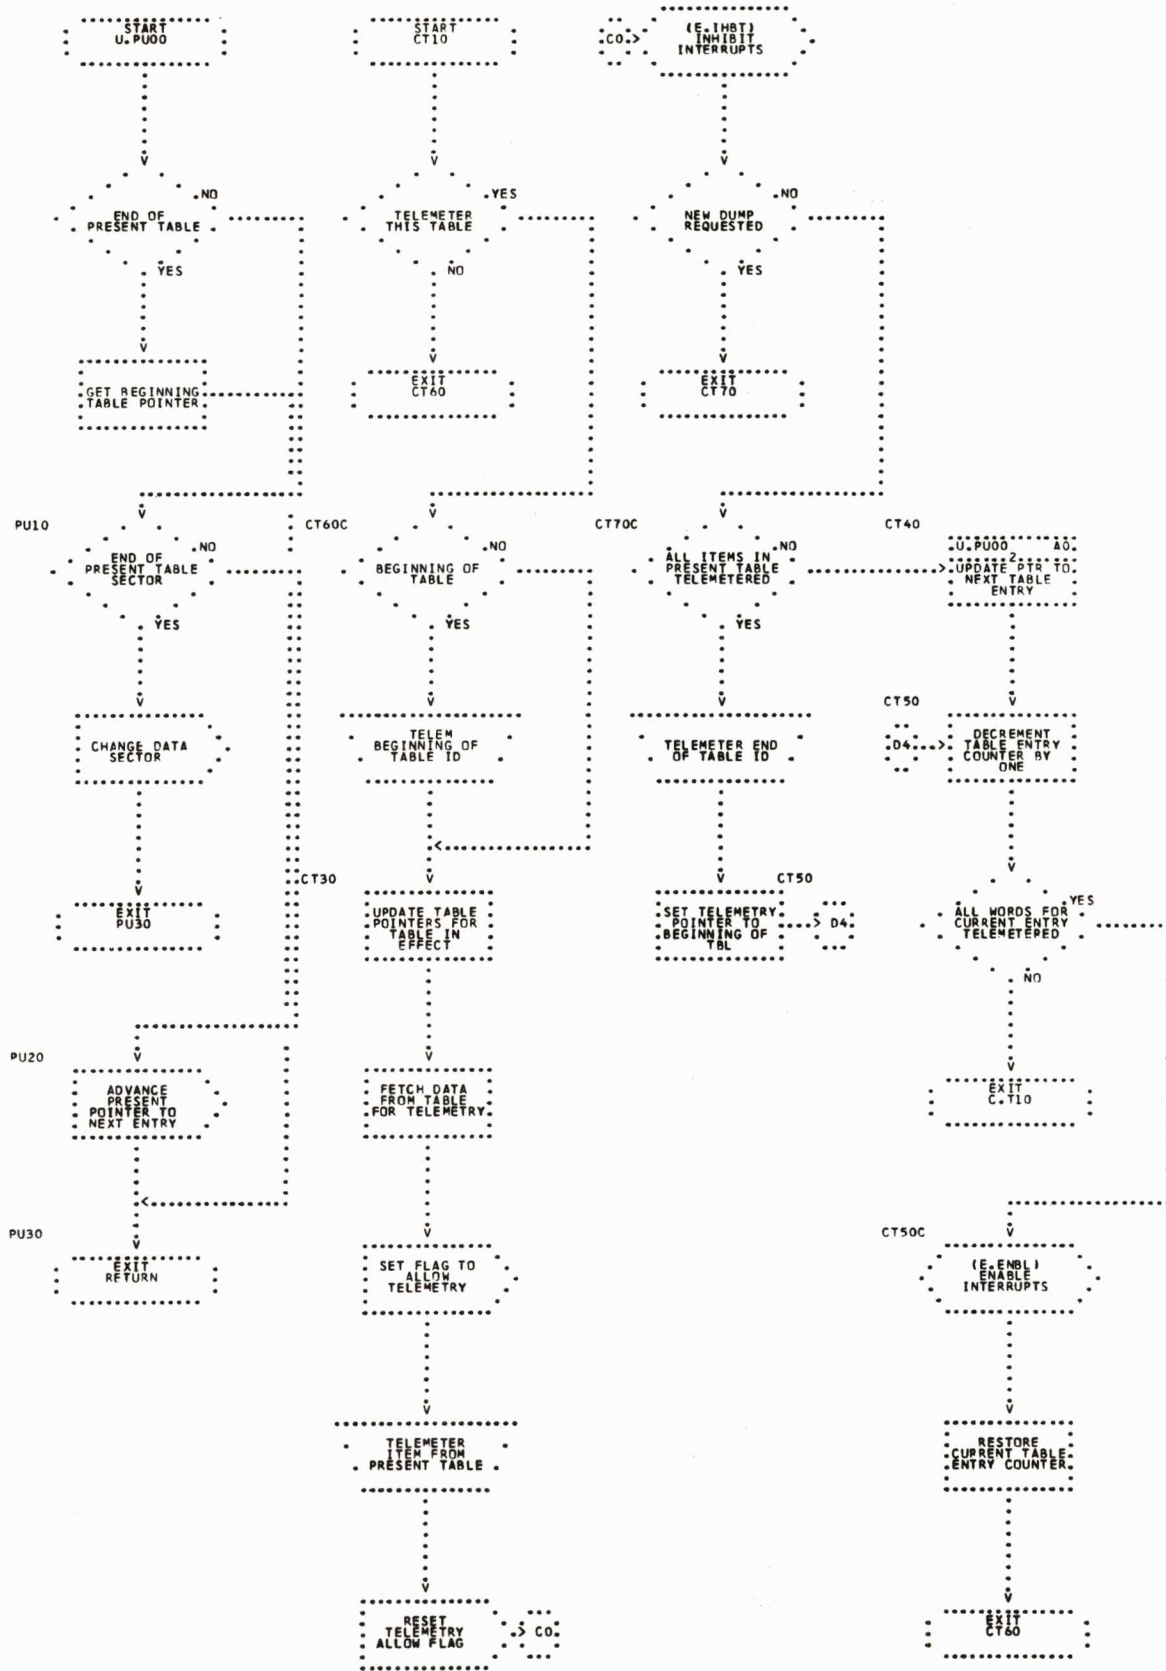 START
U.PU00
END OF
PRESENT TABLE
NO
YES
GET BEGINNING
TABLE POINTER
PU10
END OF
PRESENT TABLE
SECTOR
NO
YES
CHANGE DATA
SECTOR
EXIT
PU30
PU20
ADVANCE
PRESENT
POINTER TO
NEXT ENTRY
PU30
EXIT
RETURN
START
CT10
TELEMETER
THIS TABLE
YES
NO
EXIT
CT60
CT60C
BEGINNING OF
TABLE
NO
YES
TELEM
BEGINNING OF
TABLE ID
CT30
UPDATE TABLE
POINTERS FOR
TABLE IN
EFFECT
FETCH DATA
FROM TABLE
FOR TELEMETRY
SET FLAG TO
ALLOW
TELEMETRY
TELEMETER
ITEM FROM
PRESENT TABLE
RESET
TELEMETRY
ALLOW FLAG
CO
CO
(E.IHBT)
INHIBIT
INTERRUPTS
NEW DUMP
REQUESTED
NO
YES
EXIT
CT70
CT70C
ALL ITEMS IN
PRESENT TABLE
TELEMETERED
NO
YES
TELEMETER END
OF TABLE ID
CT50
SET TELEMETRY
POINTER TO
BEGINNING OF
TBL
D4
CT40
U.PU00 A0
2
UPDATE PTR TO
NEXT TABLE
ENTRY
CT50
D4
DECREMENT
TABLE ENTRY
COUNTER BY
ONE
ALL WORDS FOR
CURRENT ENTRY
TELEMETERED
YES
NO
EXIT
C.T10
CT50C
(E.ENBL)
ENABLE
INTERRUPTS
RESTORE
CURRENT TABLE
ENTRY COUNTER
EXIT
CT60